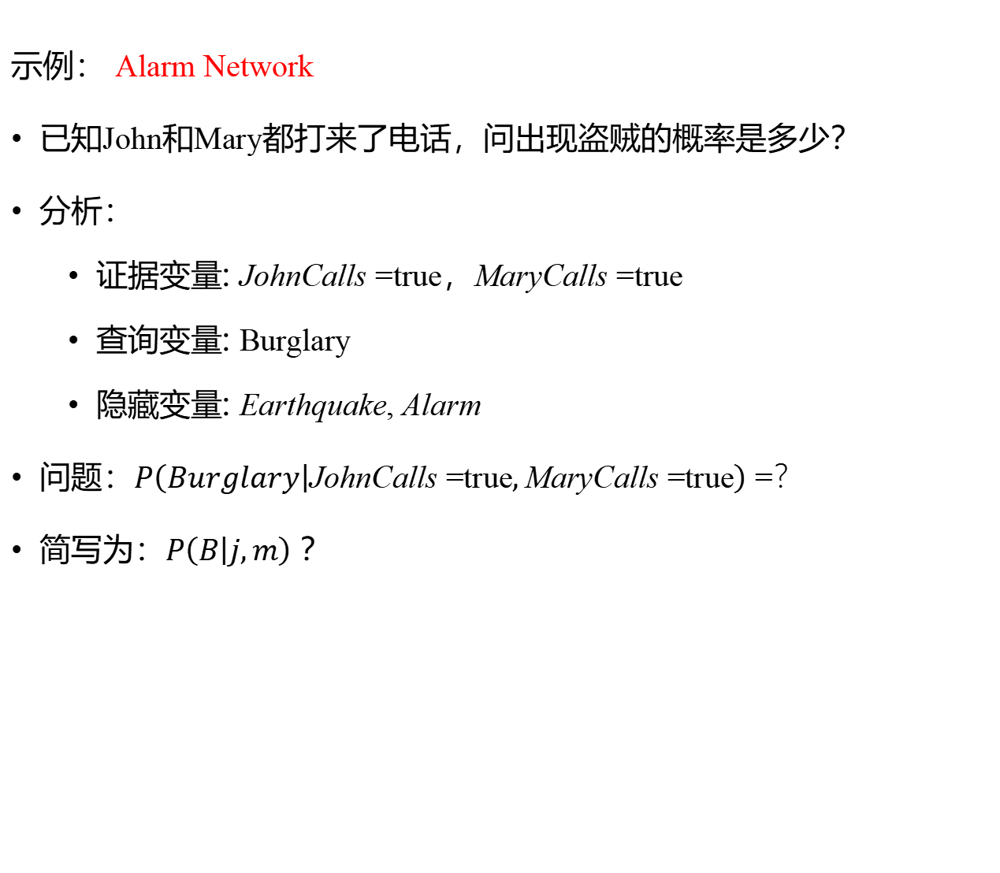 示例： Alarm Network
• 已知John和Mary都打来了电话，问出现盗贼的概率是多少?
• 分析：
• 证据变量: JohnCalls =true，MaryCalls =true
• 查询变量: Burglary
• 隐藏变量: Earthquake, Alarm
• 问题：P(Burglary|JohnCalls =true, MaryCalls =true) =？
• 简写为：P(B|j,m) ？